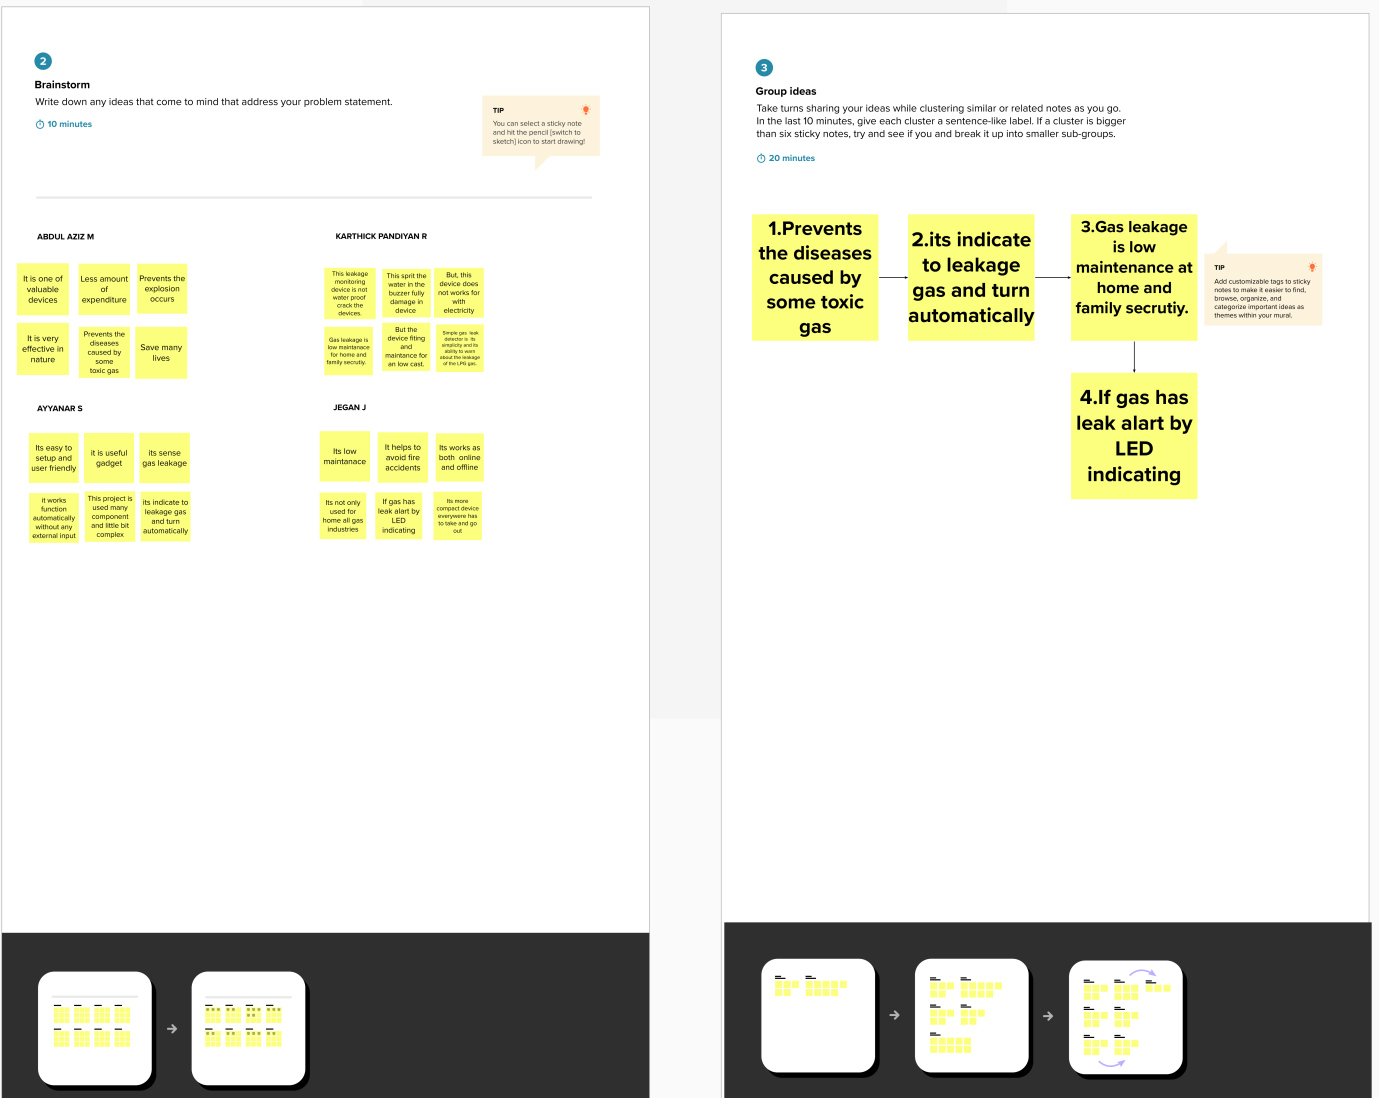 2
Brainstorm
Write down any ideas that come to mind that address your problem statement.
10 minutes
TIP
You can select a sticky note
and hit the pencil [switch to
sketch] icon to start drawing!
ABDUL AZIZ M
It is one of
valuable
devices
Less amount
of
expenditure
Prevents the
explosion
occurs
It is very
effective in
nature
Prevents the
diseases
caused by
some
toxic gas
Save many
lives
KARTHICK PANDIYAN R
This leakage
monitoring
device is not
water proof
crack the
devices.
This sprit the
water in the
buzzer fully
damage in
device
But, this
device does
not works for
with
electricity
Gas leakage is
low maintanace
for home and
family secrutiy.
But the
device fiting
and
maintance for
an low cast.
Simple gas leak
detector is its
simplicity and its
ability to warn
about the leakage
of the LPG gas.
AYYANAR S
Its easy to
setup and
user friendly
it is useful
gadget
its sense
gas leakage
it works
function
automatically
without any
external input
This project is
used many
component
and little bit
complex
its indicate to
leakage gas
and turn
automatically
JEGAN J
Its low
maintanace
It helps to
avoid fire
accidents
Its works as
both online
and offline
Its not only
used for
home all gas
industries
If gas has
leak alart by
LED
indicating
Its more
compact device
everywere has
to take and go
out
3
Group ideas
Take turns sharing your ideas while clustering similar or related notes as you go.
In the last 10 minutes, give each cluster a sentence-like label. If a cluster is bigger
than six sticky notes, try and see if you and break it up into smaller sub-groups.
20 minutes
1.Prevents
the diseases
caused by
some toxic
gas
2.its indicate
to leakage
gas and turn
automatically
3.Gas leakage
is low
maintenance at
home and
family secrutiy.
TIP
Add customizable tags to sticky
notes to make it easier to find,
browse, organize, and
categorize important ideas as
themes within your mural.
4.If gas has
leak alart by
LED
indicating